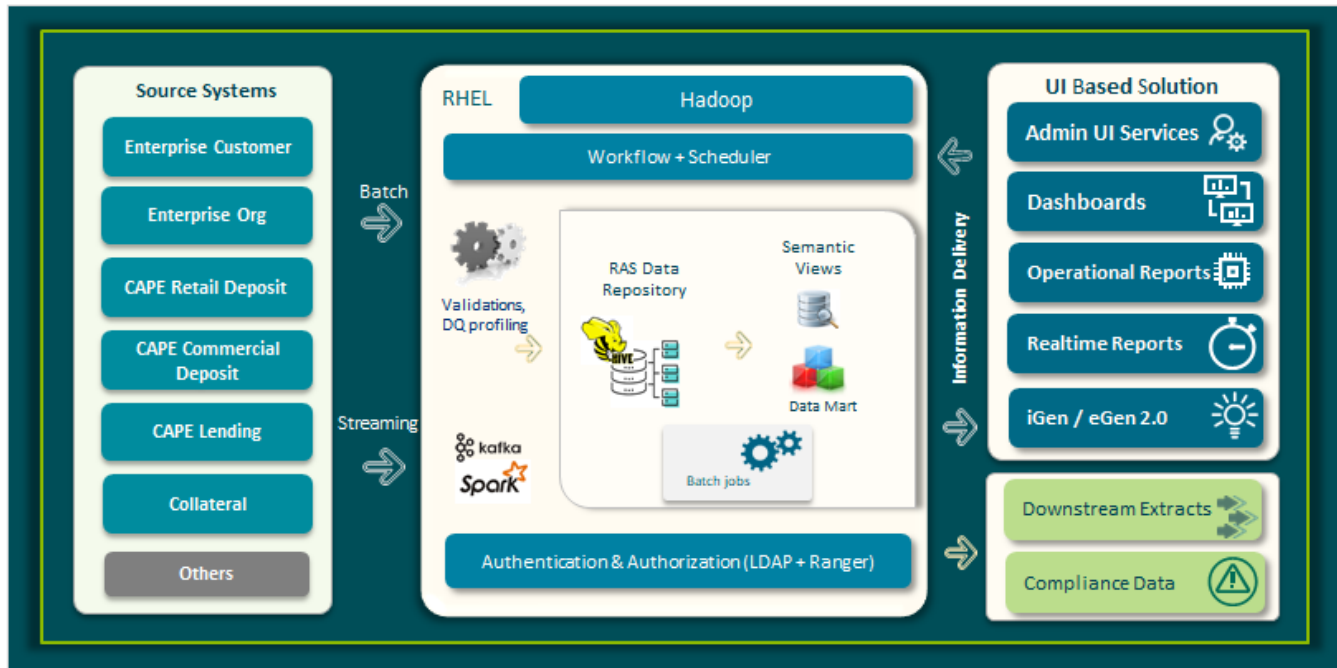 Source Systems
Enterprise Customer
Enterprise Org
CAPE Retail Deposit
CAPE Commercial
Deposit
CAPE Lending
Collateral
Others
Batch
Streaming
RHEL
Hadoop
Workflow + Scheduler
Validations,
DQ profiling
kafka
Spark
RAS Data
Repository
HIVE
Semantic
Views
Data Mart
Batch jobs
Authentication & Authorization (LDAP + Ranger)
Information Delivery
UI Based Solution
Admin UI Services
Dashboards
Operational Reports
Realtime Reports
iGen / eGen 2.0
Downstream Extracts
Compliance Data